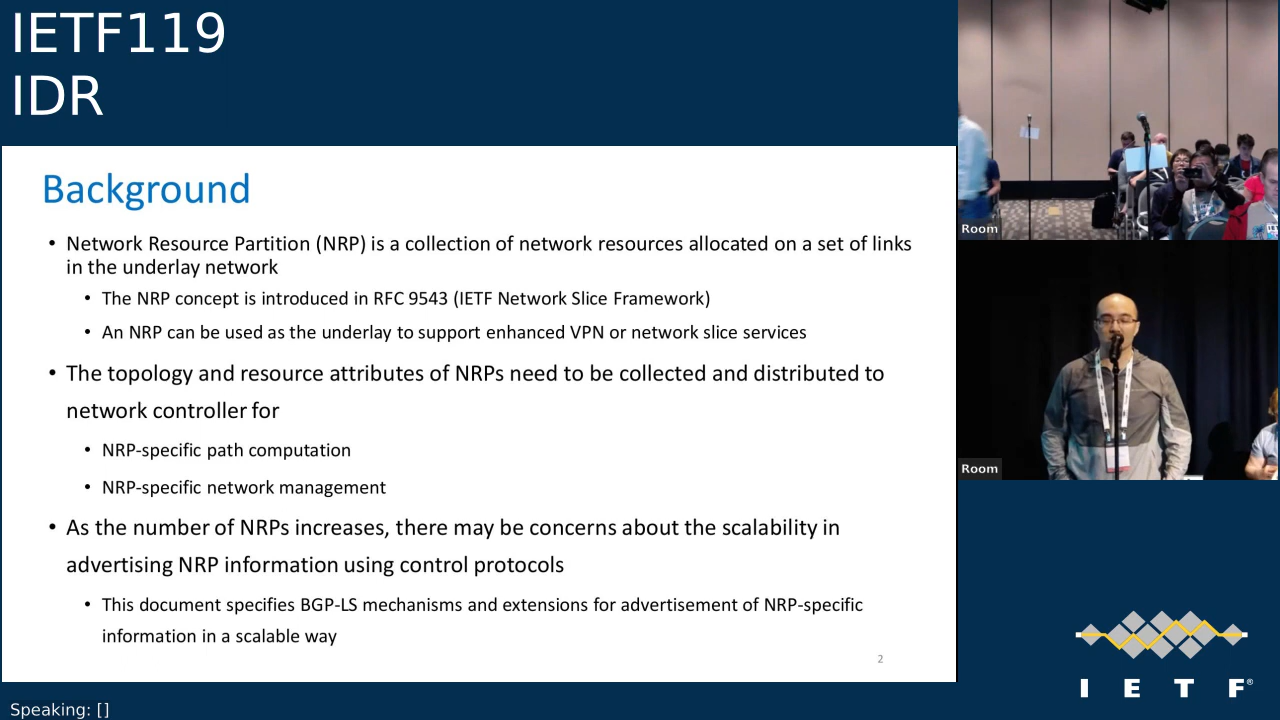 IETF119
IDR
Background
• Network Resource Partition (NRP) is a collection of network resources allocated on a set of links
in the underlay network
• The NRP concept is introduced in RFC 9543 (IETF Network Slice Framework)
• An NRP can be used as the underlay to support enhanced VPN or network slice services
• The topology and resource attributes of NRPs need to be collected and distributed to
network controller for
• NRP-specific path computation
• NRP-specific network management
• As the number of NRPs increases, there may be concerns about the scalability in
advertising NRP information using control protocols
• This document specifies BGP-LS mechanisms and extensions for advertisement of NRP-specific
information in a scalable way
2
Room
Room
I E T F®
Speaking: []